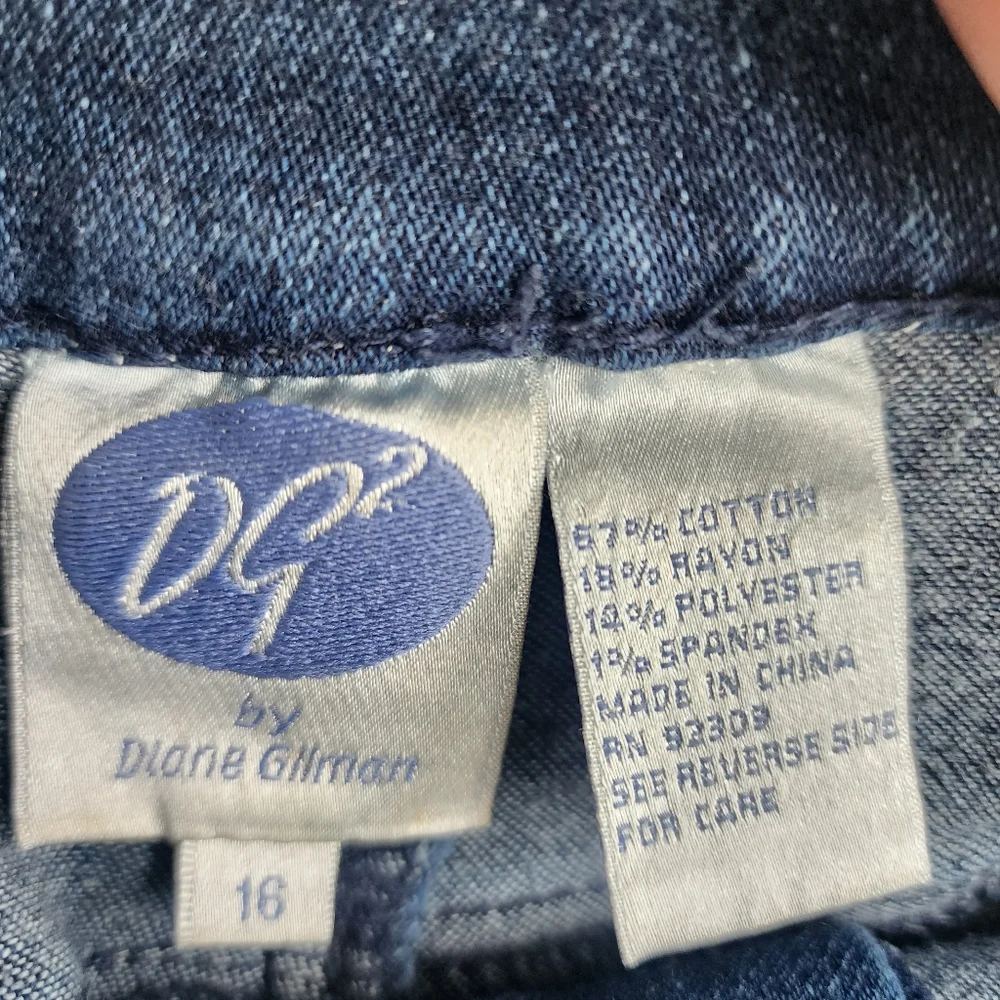 DG²
by
Diane Gilman
16
67% COTTON
18% RAYON
14% POLYESTER
1% SPANDEX
MADE IN CHINA
RN 92309
SEE REVERSE SIDE
FOR CARE